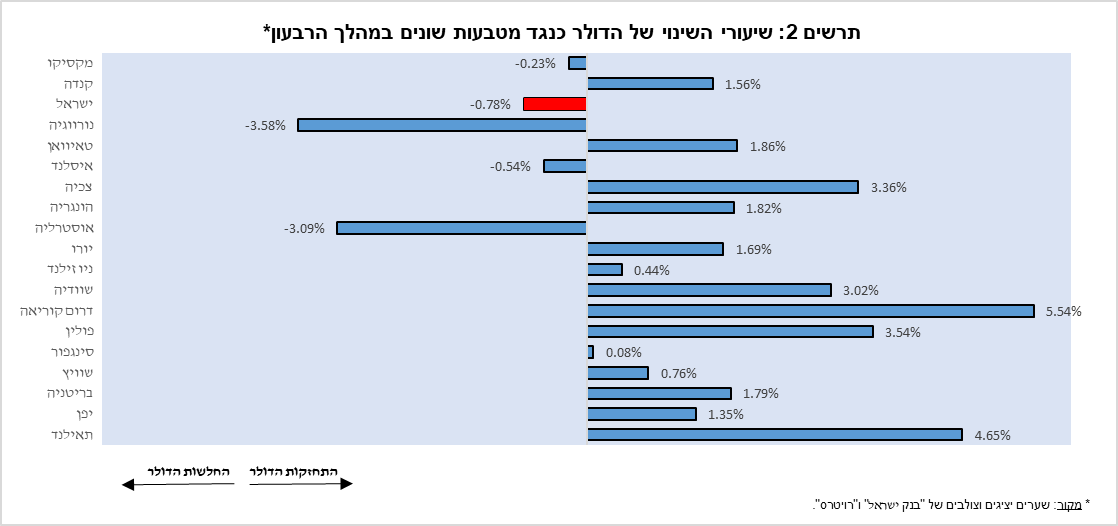 תרשים 2: שיעורי השינוי של הדולר כנגד מטבעות שונים במהלך הרבעון*
מקסיקו -0.23%
קנדה 1.56%
ישראל -0.78%
נורווגיה -3.58%
טאיוואן 1.86%
איסלנד -0.54%
צכיה 3.36%
הונגריה 1.82%
אוסטרליה -3.09%
יורו 1.69%
ניו זילנד 0.44%
שוודיה 3.02%
דרום קוריאה 5.54%
פולין 3.54%
סינגפור 0.08%
שוויץ 0.76%
בריטניה 1.79%
יפן 1.35%
תאילנד 4.65%
התחזקות הדולר החלשות הדולר
* מקוב: שערים יציגים וצולבים של "בנק ישראל" ו"רויטרס".